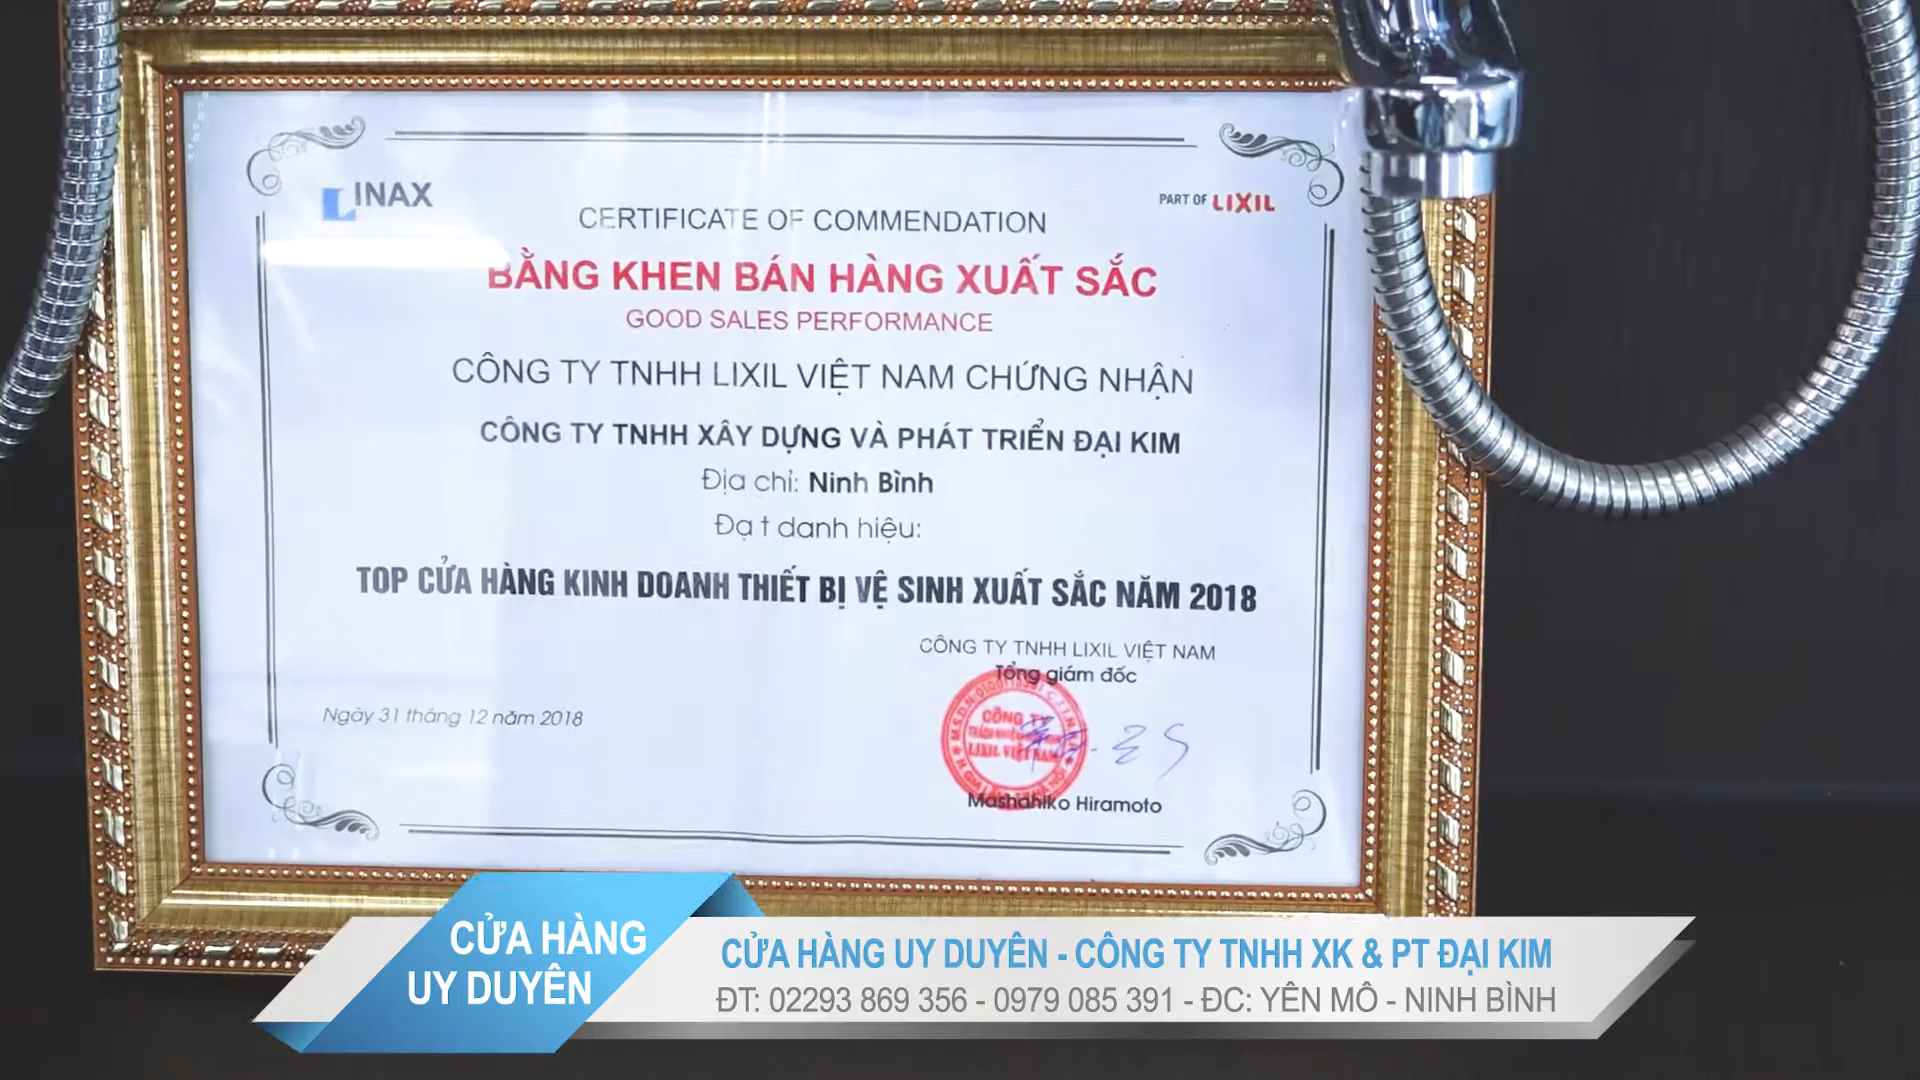 INAX
PART OF LIXIL
CERTIFICATE OF COMMENDATION
BẰNG KHEN BÁN HÀNG XUẤT SẮC
GOOD SALES PERFORMANCE
CÔNG TY TNHH LIXIL VIỆT NAM CHỨNG NHẬN
CÔNG TY TNHH XÂY DỰNG VÀ PHÁT TRIỂN ĐẠI KIM
Địa chỉ: Ninh Bình
Đạt danh hiệu:
TOP CỬA HÀNG KINH DOANH THIẾT BỊ VỆ SINH XUẤT SẮC NĂM 2018
CÔNG TY TNHH LIXIL VIỆT NAM
Tổng giám đốc
Ngày 31 tháng 12 năm 2018
CÔNG TY
LIXIL VIỆT NAM
Mashahiko Hiramoto
CỬA HÀNG
UY DUYÊN
CỬA HÀNG UY DUYÊN - CÔNG TY TNHH XK & PT ĐẠI KIM
ĐT: 02293 869 356 - 0979 085 391 - ĐC: YÊN MÔ - NINH BÌNH